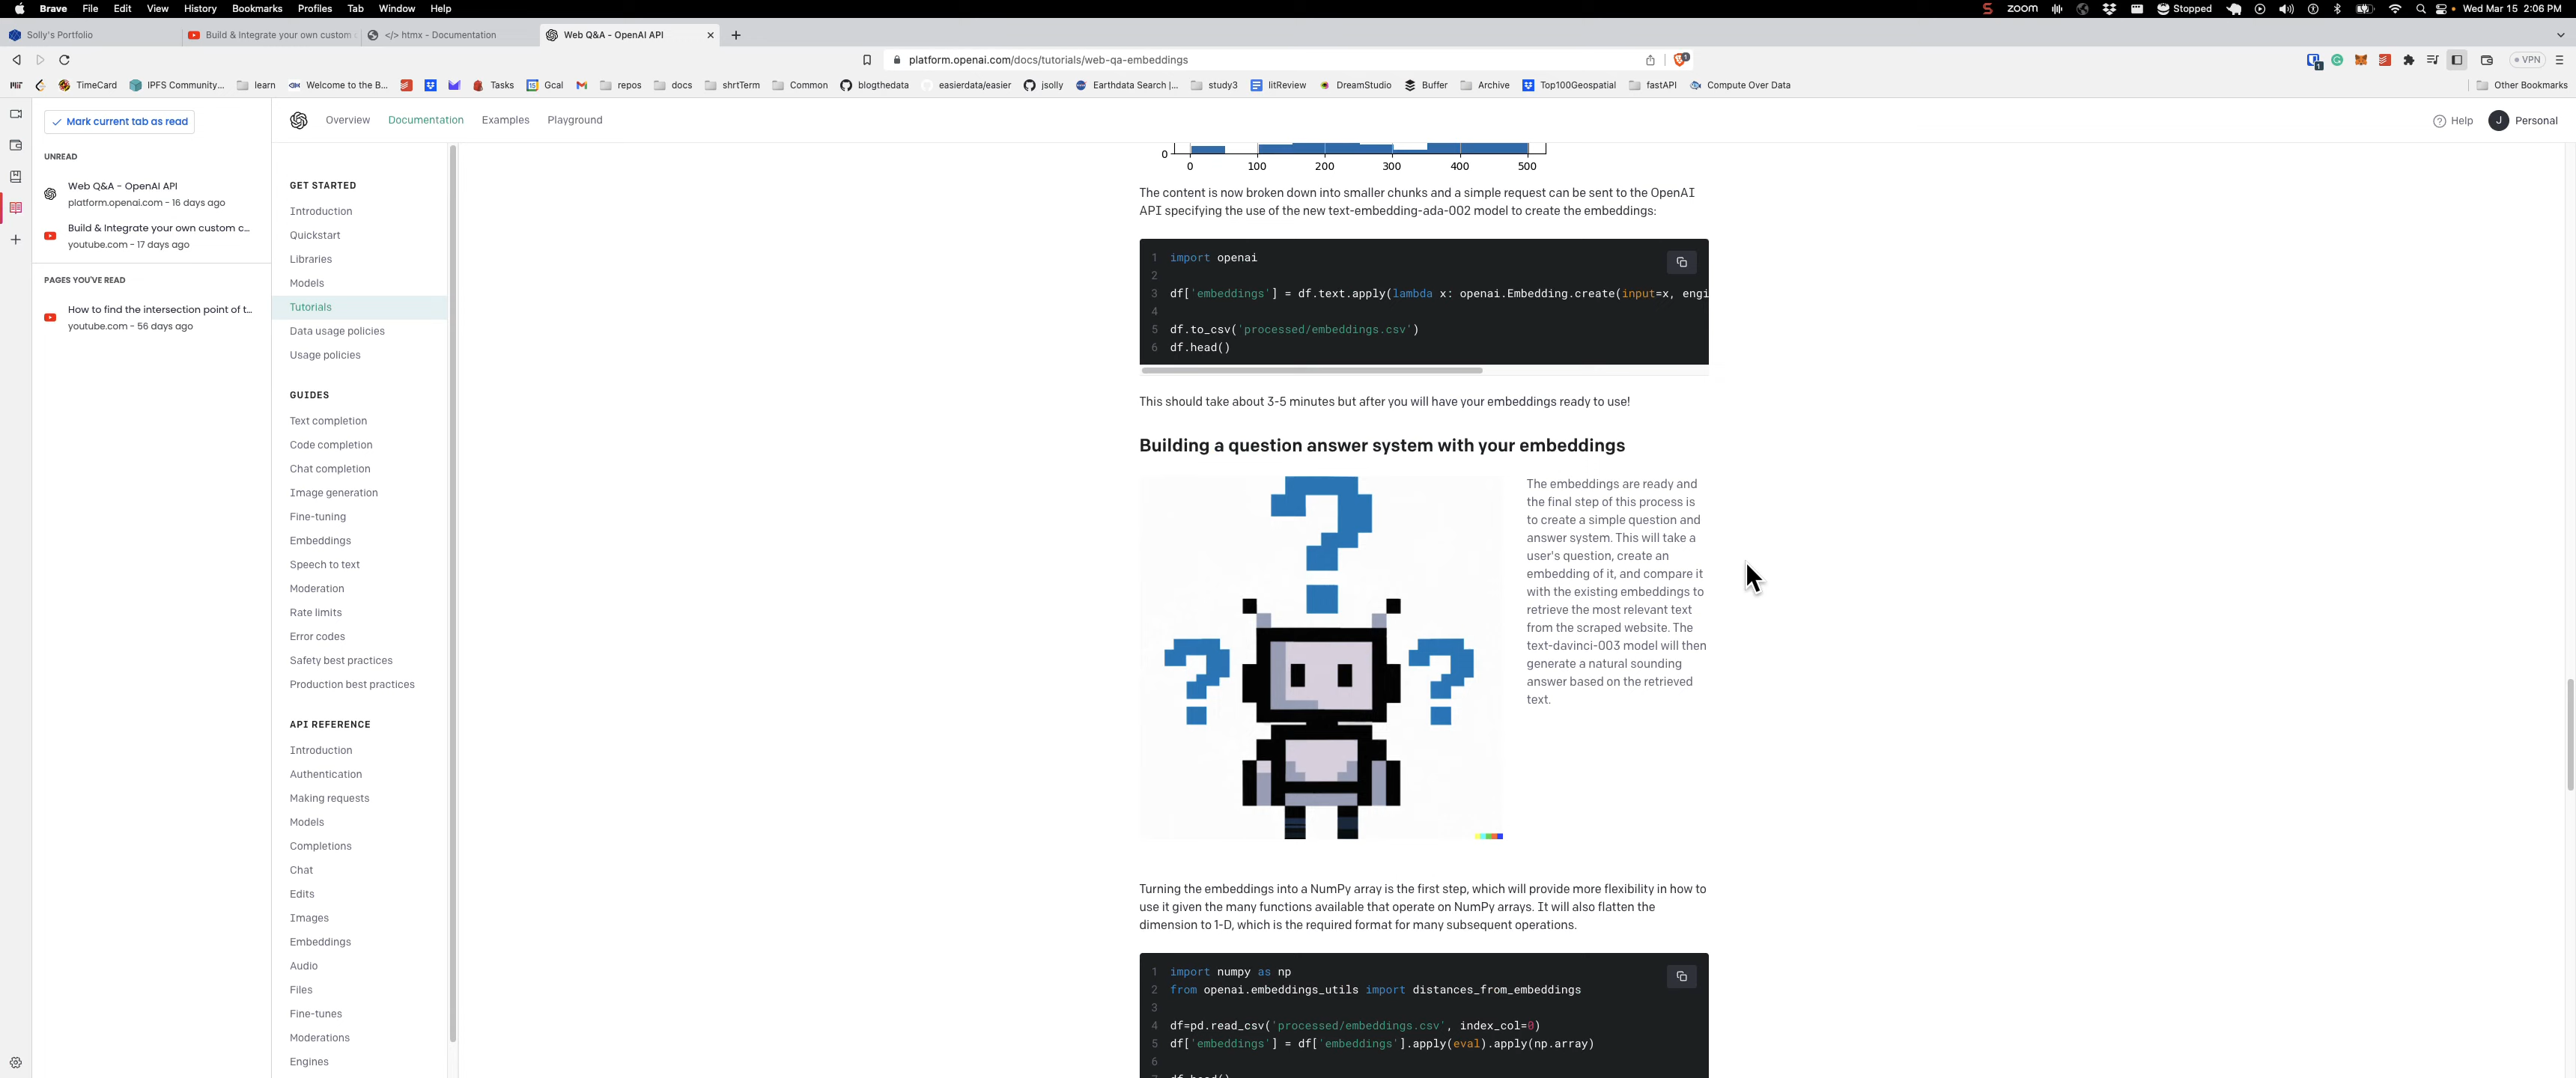 Brave File Edit View History Bookmarks Profiles Tab Window Help
zoom Stopped Wed Mar 15 2:06 PM
Solly's Portfolio
Build & Integrate your own custom
</> htmx - Documentation
Web Q&A - OpenAI API
platform.openai.com/docs/tutorials/web-qa-embeddings
VPN
TimeCard IPFS Community... learn Welcome to the B... Tasks Gcal repos docs shrtTerm Common blogthedata easierdata/easier jsolly Earthdata Search |... study3 litReview DreamStudio Buffer Archive Top100Geospatial fastAPI Compute Over Data Other Bookmarks
Mark current tab as read
UNREAD
Web Q&A - OpenAI API
platform.openai.com - 16 days ago
Build & Integrate your own custom c...
youtube.com - 17 days ago
PAGES YOU'VE READ
How to find the intersection point of t...
youtube.com - 56 days ago
Overview Documentation Examples Playground
Help J Personal
GET STARTED
Introduction
Quickstart
Libraries
Models
Tutorials
Data usage policies
Usage policies
GUIDES
Text completion
Code completion
Chat completion
Image generation
Fine-tuning
Embeddings
Speech to text
Moderation
Rate limits
Error codes
Safety best practices
Production best practices
API REFERENCE
Introduction
Authentication
Making requests
Models
Completions
Chat
Edits
Images
Embeddings
Audio
Files
Fine-tunes
Moderations
Engines
0
0 100 200 300 400 500
The content is now broken down into smaller chunks and a simple request can be sent to the OpenAI
API specifying the use of the new text-embedding-ada-002 model to create the embeddings:
1 import openai
2
3 df['embeddings'] = df.text.apply(lambda x: openai.Embedding.create(input=x, engi
4
5 df.to_csv('processed/embeddings.csv')
6 df.head()
This should take about 3-5 minutes but after you will have your embeddings ready to use!
Building a question answer system with your embeddings
The embeddings are ready and
the final step of this process is
to create a simple question and
answer system. This will take a
user's question, create an
embedding of it, and compare it
with the existing embeddings to
retrieve the most relevant text
from the scraped website. The
text-davinci-003 model will then
generate a natural sounding
answer based on the retrieved
text.
? ? ?
Turning the embeddings into a NumPy array is the first step, which will provide more flexibility in how to
use it given the many functions available that operate on NumPy arrays. It will also flatten the
dimension to 1-D, which is the required format for many subsequent operations.
1 import numpy as np
2 from openai.embeddings_utils import distances_from_embeddings
3
4 df=pd.read_csv('processed/embeddings.csv', index_col=0)
5 df['embeddings'] = df['embeddings'].apply(eval).apply(np.array)
6